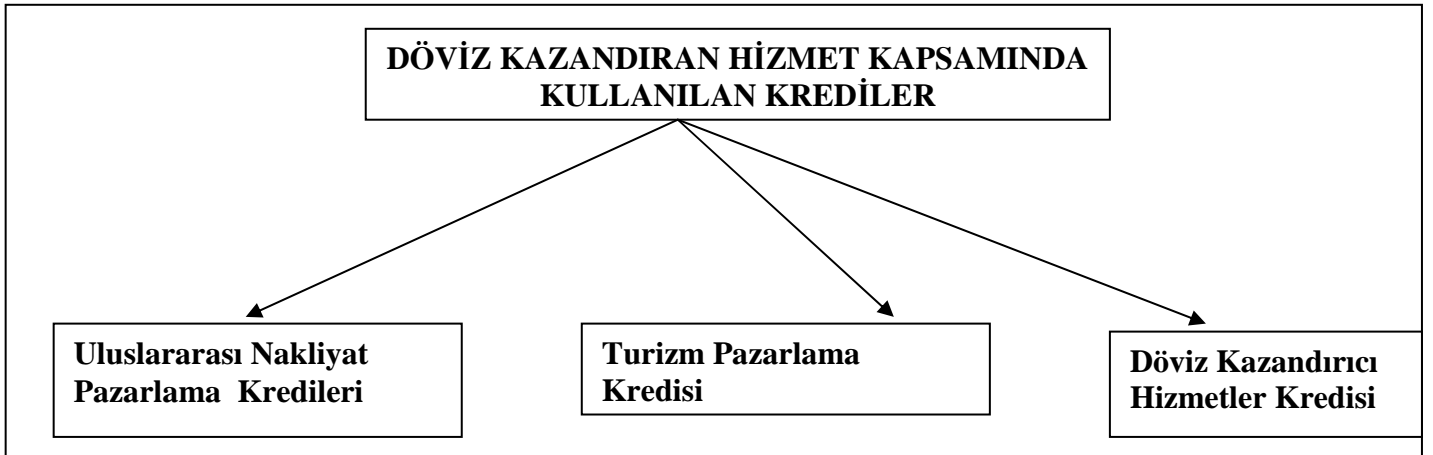 DÖVİZ KAZANDIRAN HİZMET KAPSAMINDA
KULLANILAN KREDİLER
Uluslararası Nakliyat
Pazarlama Kredileri
Turizm Pazarlama
Kredisi
Döviz Kazandırıcı
Hizmetler Kredisi